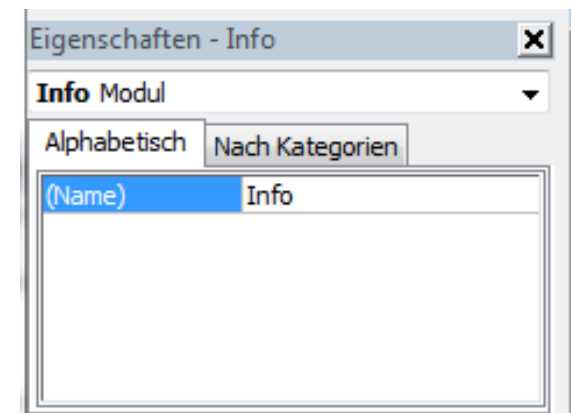 Eigenschaften - Info
Info Modul
Alphabetisch Nach Kategorien
(Name) Info